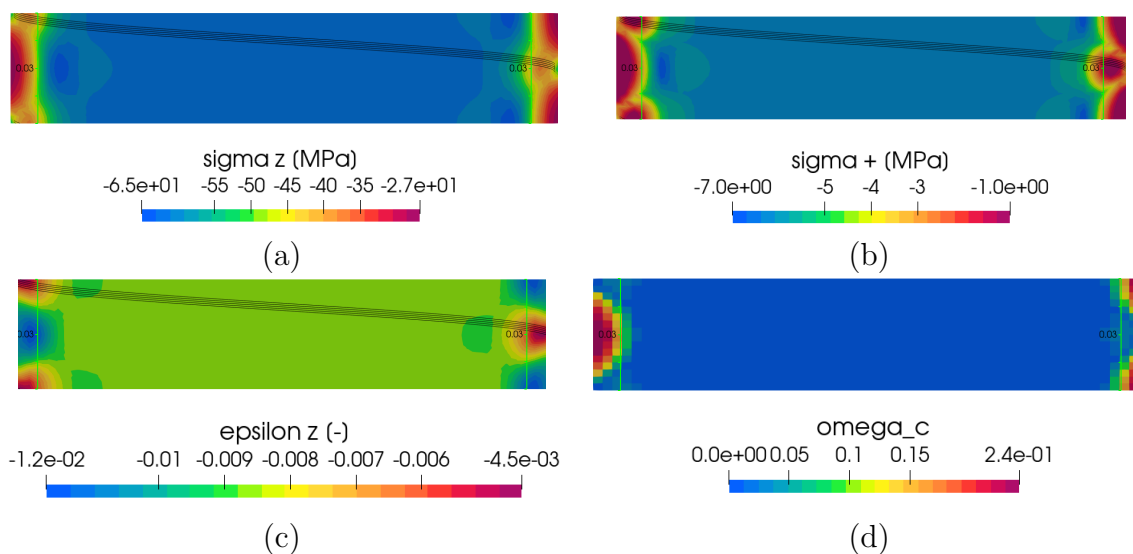 0.03 0.03 0.03 0.03
sigma z (MPa) sigma + (MPa)
-6.5e+01 -55 -50 -45 -40 -35 -2.7e+01 -7.0e+00 -5 -4 -3 -1.0e+00
(a) (b)
0.03 0.03 0.03 0.03
epsilon z (-) omega_c
-1.2e-02 -0.01 -0.009 -0.008 -0.007 -0.006 -4.5e-03 0.0e+00 0.05 0.1 0.15 2.4e-01
(c) (d)